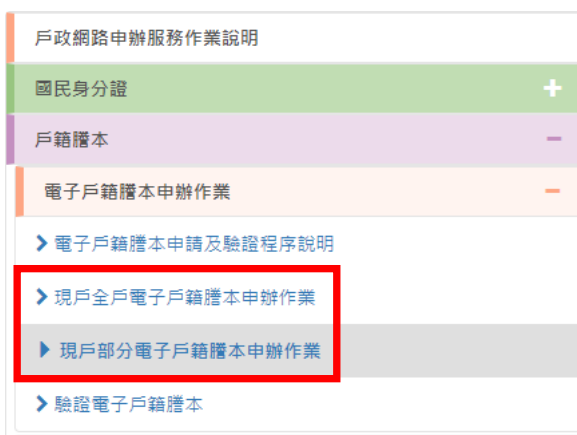 戶政網路申辦服務作業說明
國民身分證
戶籍謄本
電子戶籍謄本申辦作業
電子戶籍謄本申請及驗證程序說明
現戶全戶電子戶籍謄本申辦作業
現戶部分電子戶籍謄本申辦作業
驗證電子戶籍謄本